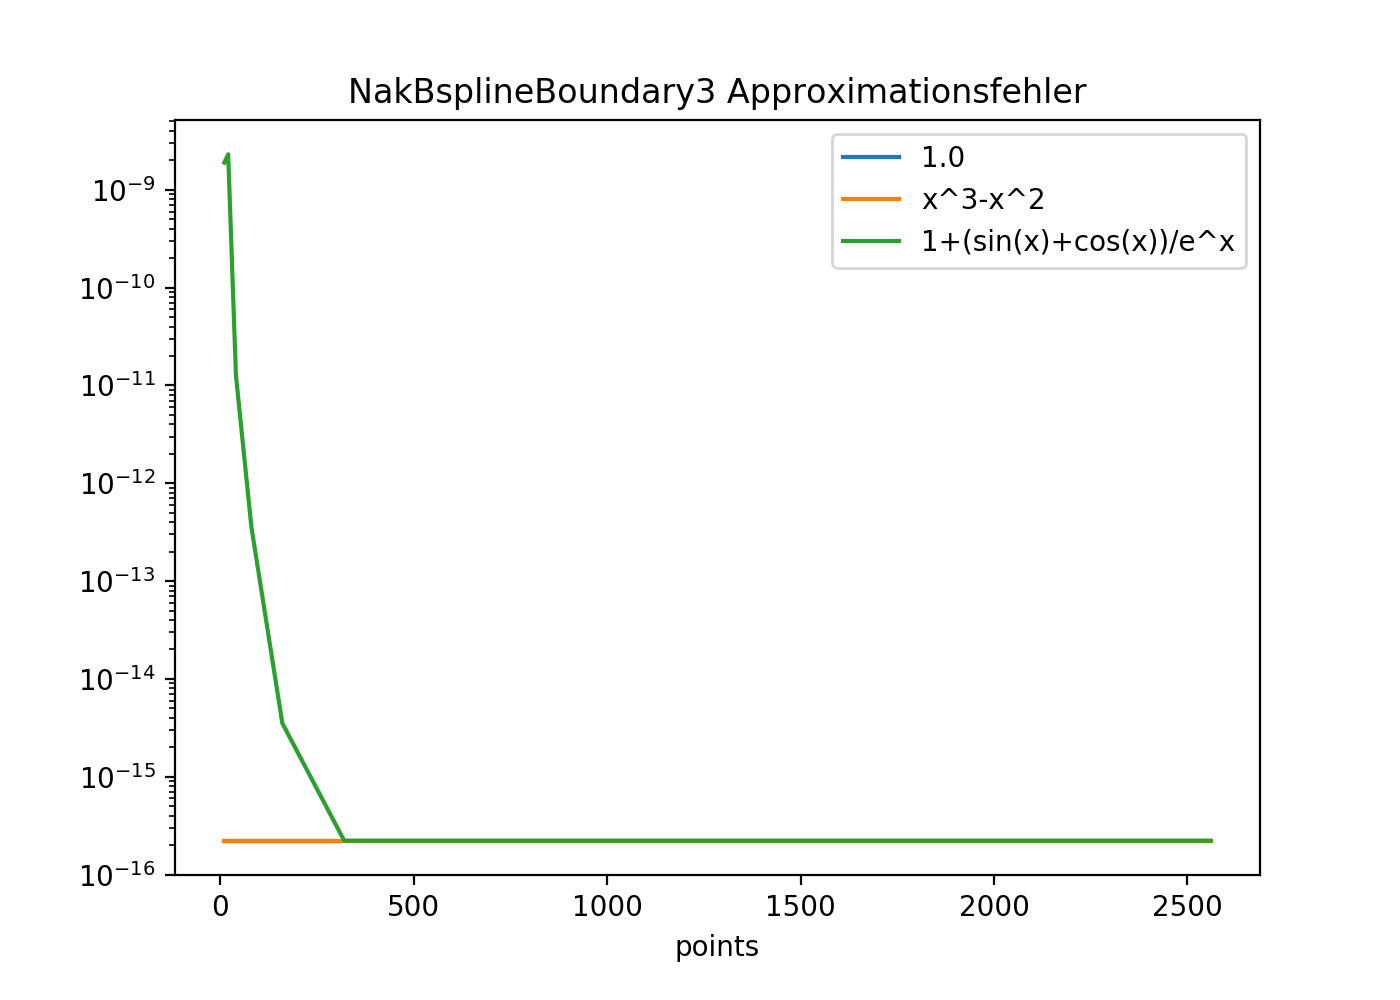 NakBsplineBoundary3 Approximationsfehler
1.0
x^3-x^2
1+(sin(x)+cos(x))/e^x
10⁻⁹
10⁻¹⁰
10⁻¹¹
10⁻¹²
10⁻¹³
10⁻¹⁴
10⁻¹⁵
10⁻¹⁶
0 500 1000 1500 2000 2500
points